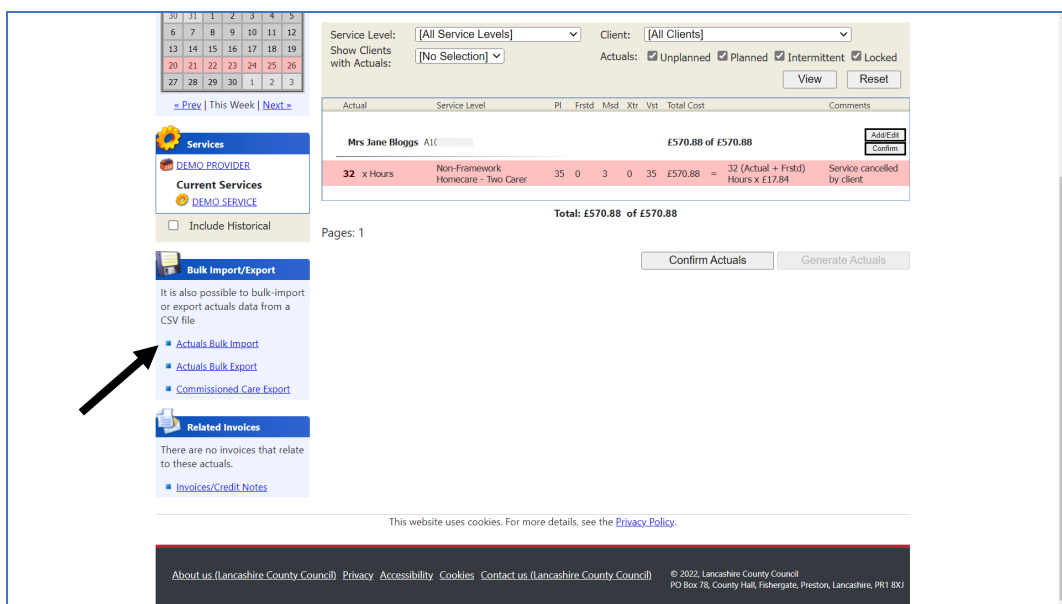 30 31 1 2 3 4 5
6 7 8 9 10 11 12
13 14 15 16 17 18 19
20 21 22 23 24 25 26
27 28 29 30 1 2 3
« Prev | This Week | Next »
Services
DEMO PROVIDER
Current Services
DEMO SERVICE
Include Historical
Bulk Import/Export
It is also possible to bulk-import
or export actuals data from a
CSV file
Actuals Bulk Import
Actuals Bulk Export
Commissioned Care Export
Related Invoices
There are no invoices that relate
to these actuals.
Invoices/Credit Notes
Service Level: [All Service Levels] Client: [All Clients]
Show Clients
with Actuals: [No Selection] Actuals: Unplanned Planned Intermittent Locked
View Reset
Actual Service Level Pl Frstd Msd Xtr Vst Total Cost Comments
Mrs Jane Bloggs £570.88 of £570.88 Add/Edit
Confirm
32 x Hours Non-Framework
Homecare - Two Carer 35 0 3 0 35 £570.88 = 32 (Actual + Frstd)
Hours x £17.84 Service cancelled
by client
Total: £570.88 of £570.88
Pages: 1
Confirm Actuals Generate Actuals
This website uses cookies. For more details, see the Privacy Policy.
About us (Lancashire County Council) Privacy Accessibility Cookies Contact us (Lancashire County Council) © 2022, Lancashire County Council
PO Box 78, County Hall, Fishergate, Preston, Lancashire, PR1 8XJ